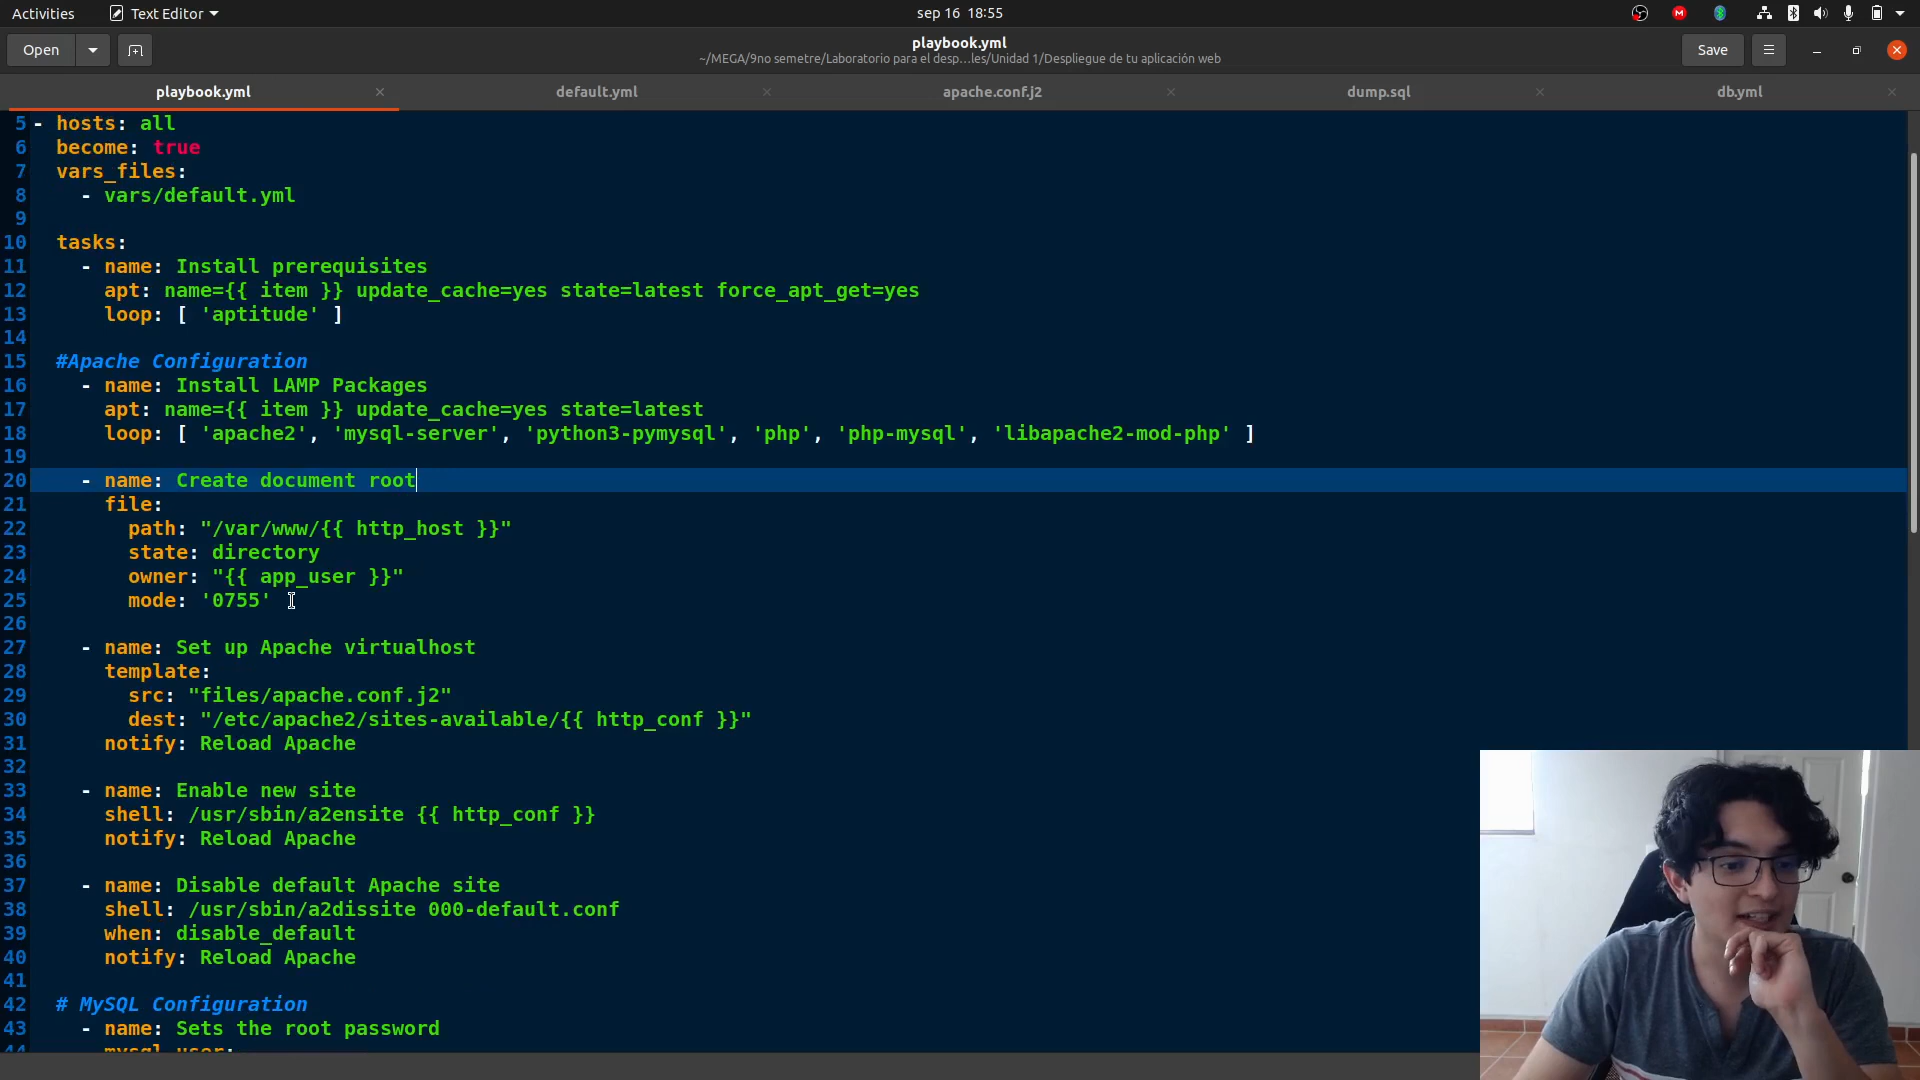 Activities
Text Editor
sep 16 18:55
Open
playbook.yml
~/MEGA/9no semetre/Laboratorio para el desp...les/Unidad 1/Despliegue de tu aplicación web
Save
playbook.yml
default.yml
apache.conf.j2
dump.sql
db.yml
5 - hosts: all
6   become: true
7   vars_files:
8     - vars/default.yml
9
10   tasks:
11     - name: Install prerequisites
12       apt: name={{ item }} update_cache=yes state=latest force_apt_get=yes
13       loop: [ 'aptitude' ]
14
15   #Apache Configuration
16     - name: Install LAMP Packages
17       apt: name={{ item }} update_cache=yes state=latest
18       loop: [ 'apache2', 'mysql-server', 'python3-pymysql', 'php', 'php-mysql', 'libapache2-mod-php' ]
19
20     - name: Create document root
21       file:
22         path: "/var/www/{{ http_host }}"
23         state: directory
24         owner: "{{ app_user }}"
25         mode: '0755'
26
27     - name: Set up Apache virtualhost
28       template:
29         src: "files/apache.conf.j2"
30         dest: "/etc/apache2/sites-available/{{ http_conf }}"
31       notify: Reload Apache
32
33     - name: Enable new site
34       shell: /usr/sbin/a2ensite {{ http_conf }}
35       notify: Reload Apache
36
37     - name: Disable default Apache site
38       shell: /usr/sbin/a2dissite 000-default.conf
39       when: disable_default
40       notify: Reload Apache
41
42   # MySQL Configuration
43     - name: Sets the root password
44       mysql_user: